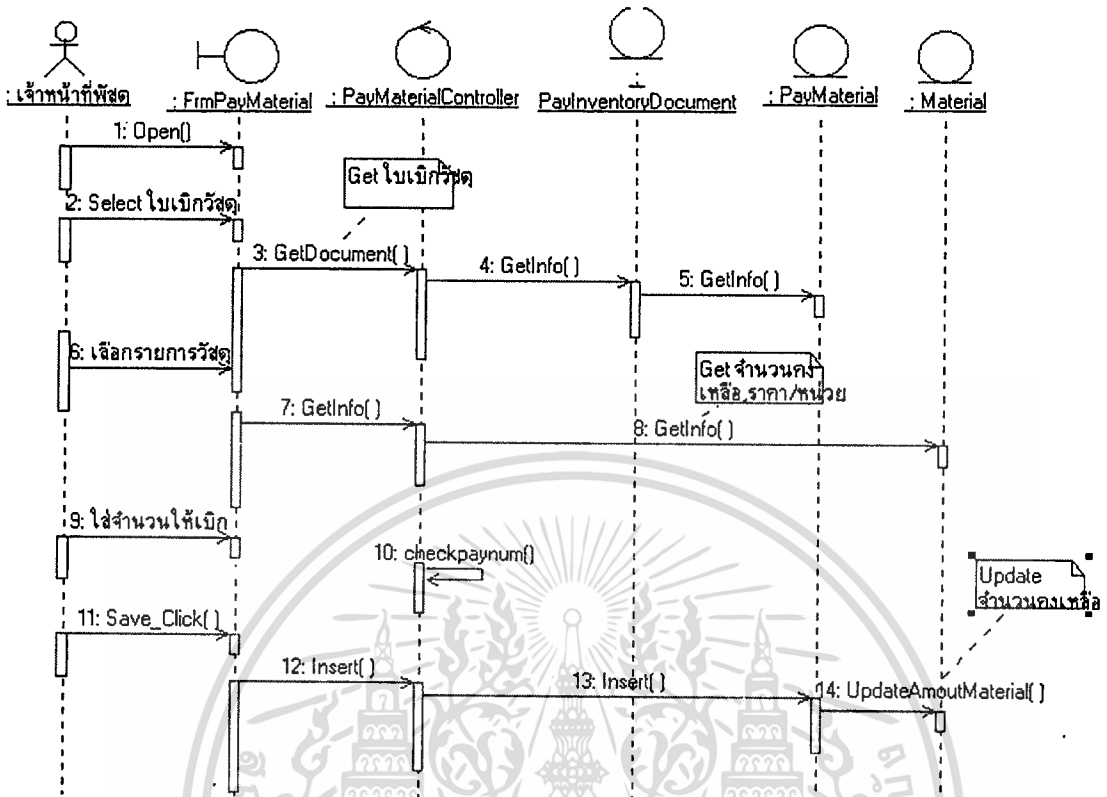 : เจ้าหน้าที่พัสดุ
: FrmPayMaterial
: PayMaterialController
:
PayInventoryDocument
: PayMaterial
: Material
1: Open()
Get ใบเบิกวัสดุ
2: Select ใบเบิกวัสดุ
3: GetDocument( )
4: GetInfo( )
5: GetInfo( )
6: เลือกรายการวัสดุ
Get จำนวนคง
เหลือ,ราคา/หน่วย
7: GetInfo( )
8: GetInfo( )
9: ใส่จำนวนให้เบิก
10: checkpaynum()
Update
จำนวนคงเหลือ
11: Save_Click( )
12: Insert( )
13: Insert( )
14: UpdateAmoutMaterial( )